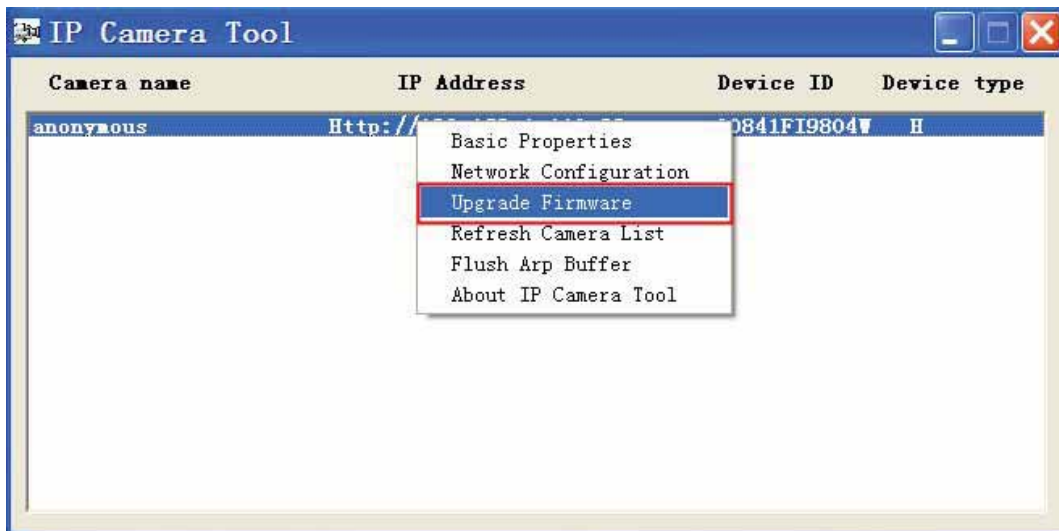 IP Camera Tool
Camera name IP Address Device ID Device type
anonymous Http:// H
Basic Properties
Network Configuration
Upgrade Firmware
Refresh Camera List
Flush Arp Buffer
About IP Camera Tool